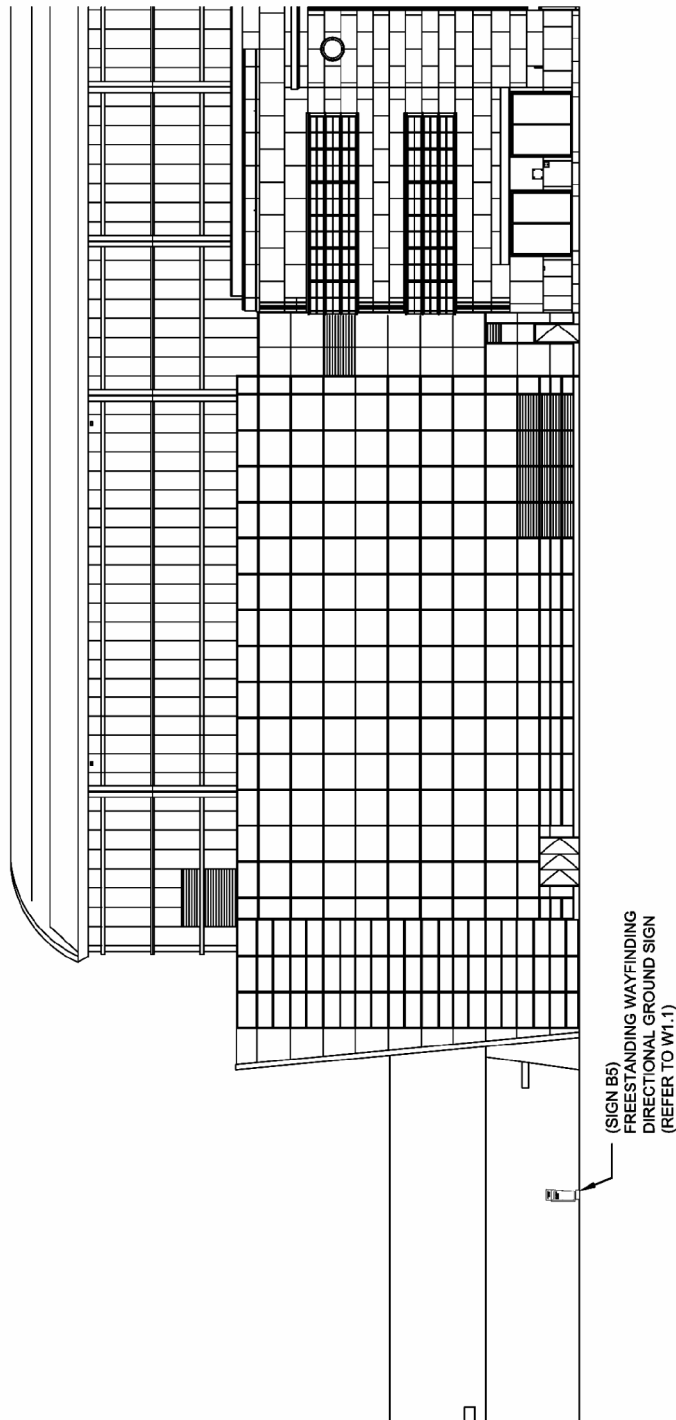 (SIGN B5)
FREESTANDING WAYFINDING
DIRECTIONAL GROUND SIGN
(REFER TO W1.1)